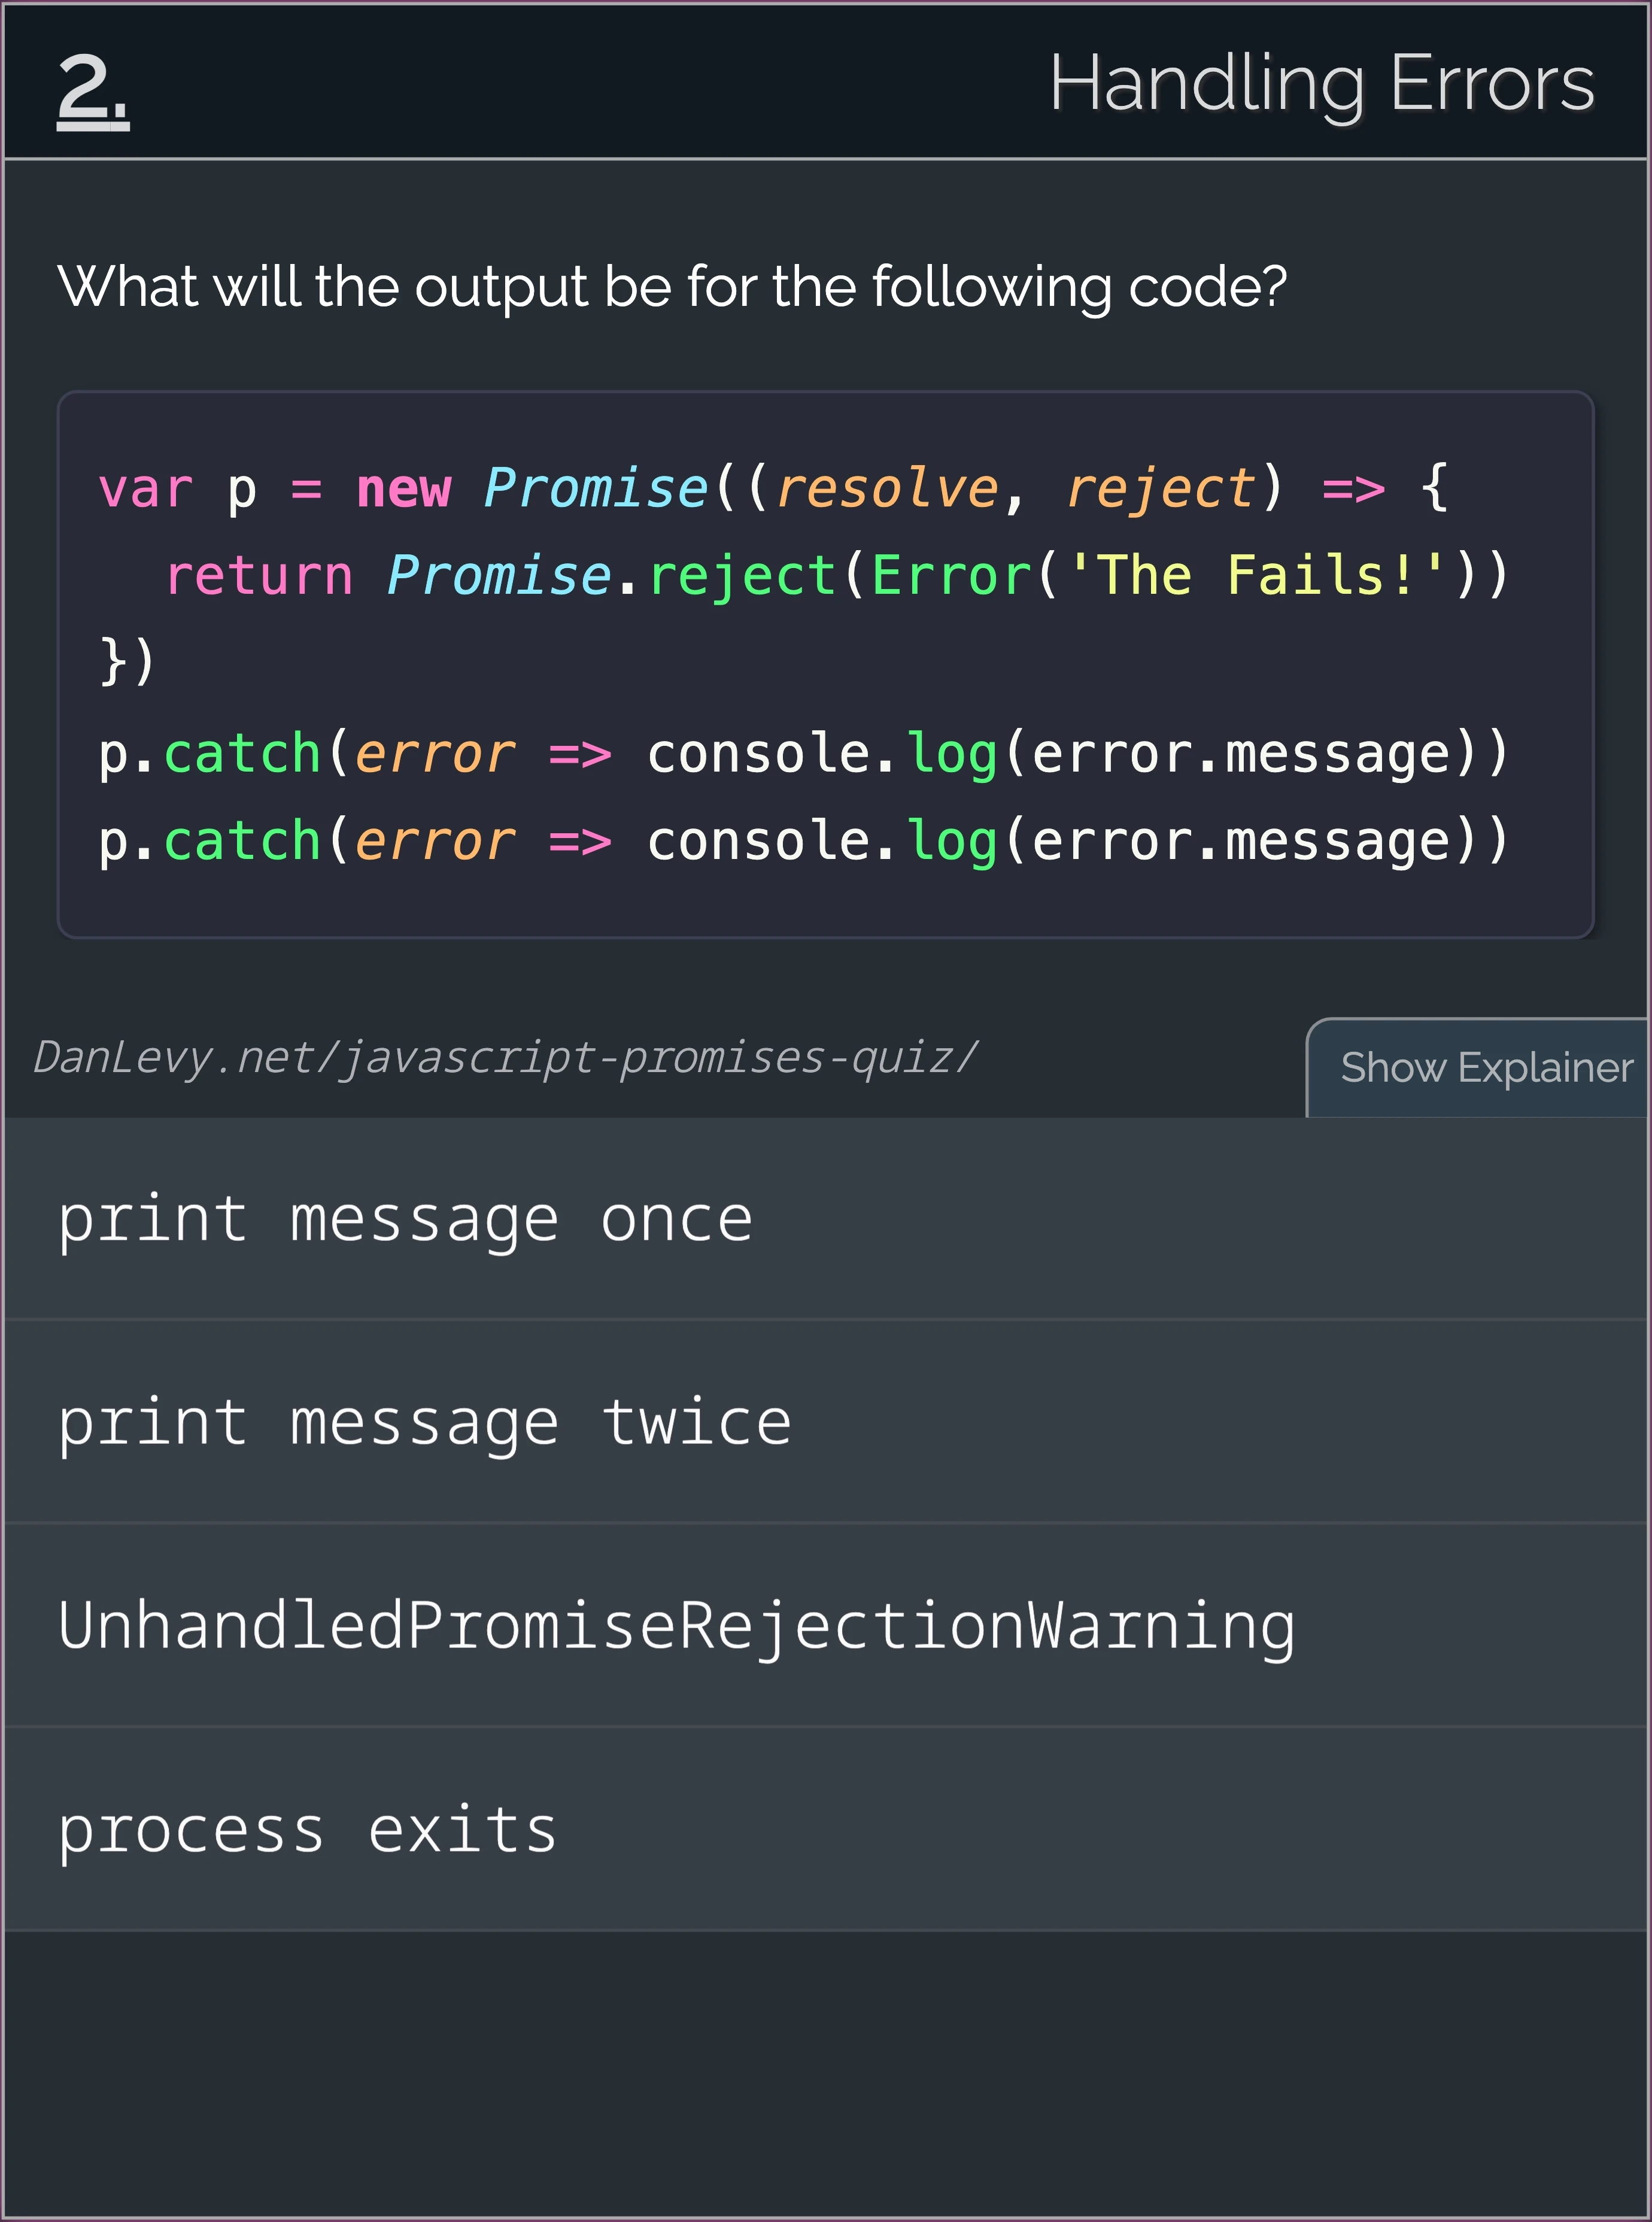 2.
Handling Errors
What will the output be for the following code?
var p = new Promise((resolve, reject) => {
  return Promise.reject(Error('The Fails!'))
})
p.catch(error => console.log(error.message))
p.catch(error => console.log(error.message))
DanLevy.net/javascript-promises-quiz/
Show Explainer
print message once
print message twice
UnhandledPromiseRejectionWarning
process exits